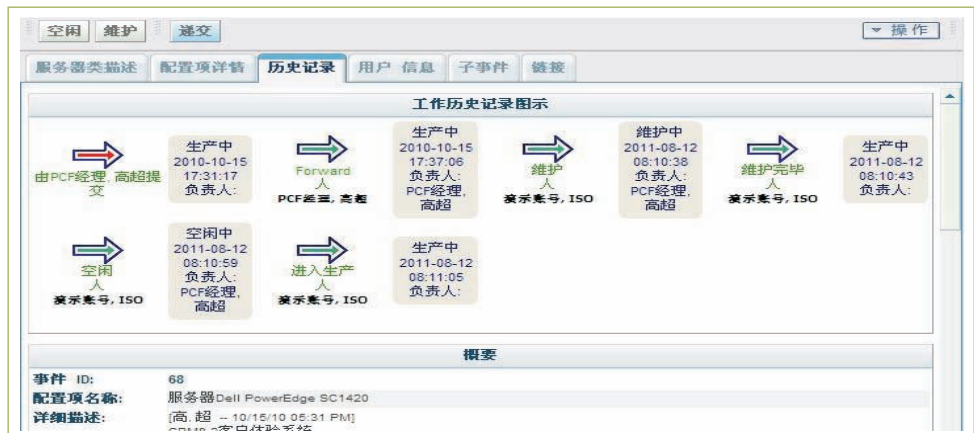 空闲 维护 递交 操作
服务器类描述 配置项详情 历史记录 用户 信息 子事件 链接
工作历史记录图示
由PCF经理, 高超提
交
生产中
2010-10-15
17:31:17
负责人:
Forward
人
PCF经理, 高超
生产中
2010-10-15
17:37:06
负责人:
PCF经理,
高超
维护
人
演示账号, ISO
维护中
2011-08-12
08:10:38
负责人:
PCF经理,
高超
维护完毕
人
演示账号, ISO
生产中
2011-08-12
08:10:43
负责人:
空闲
人
演示账号, ISO
空闲中
2011-08-12
08:10:59
负责人:
PCF经理,
高超
进入生产
人
演示账号, ISO
生产中
2011-08-12
08:11:05
负责人:
概要
事件 ID: 68
配置项名称: 服务器Dell PowerEdge SC1420
详细描述: [高, 超 -- 10/15/10 05:31 PM]
客户体验系统